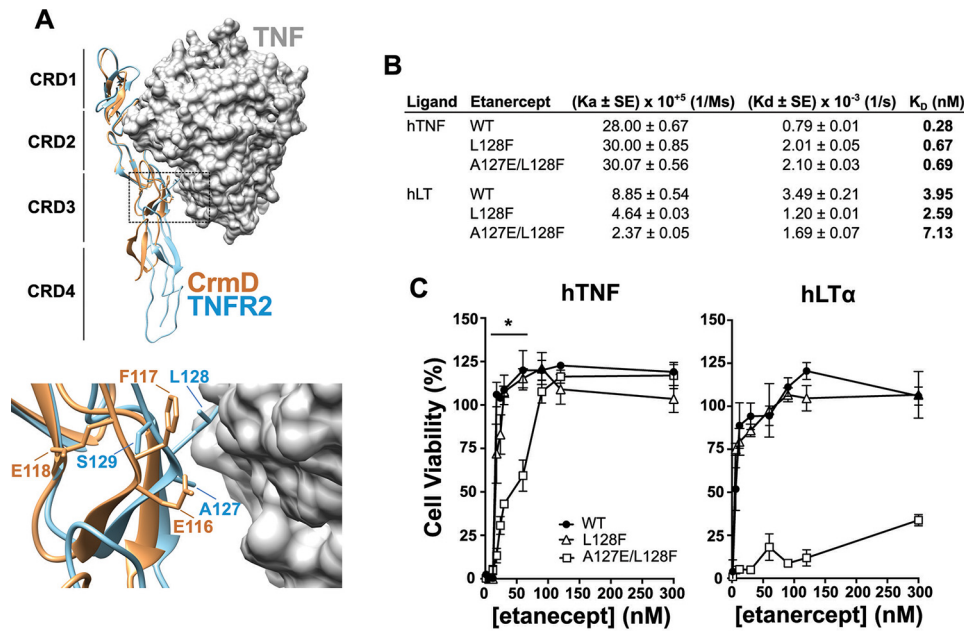 A
TNF
CRD1
CRD2
CRD3
CRD4
CrmD
TNFR2
F117
L128
E118
S129
A127
E116
B
Ligand Etanercept (Ka ± SE) x 10+5 (1/Ms) (Kd ± SE) x 10-3 (1/s) KD (nM)
hTNF WT 28.00 ± 0.67 0.79 ± 0.01 0.28
L128F 30.00 ± 0.85 2.01 ± 0.05 0.67
A127E/L128F 30.07 ± 0.56 2.10 ± 0.03 0.69
hLT WT 8.85 ± 0.54 3.49 ± 0.21 3.95
L128F 4.64 ± 0.03 1.20 ± 0.01 2.59
A127E/L128F 2.37 ± 0.05 1.69 ± 0.07 7.13
C
hTNF
Cell Viability (%)
150
125
100
75
50
25
0
*
WT
L128F
A127E/L128F
0 50 100 150 200 250 300
[etanecept] (nM)
hLTα
150
125
100
75
50
25
0
0 50 100 150 200 250 300
[etanercept] (nM)